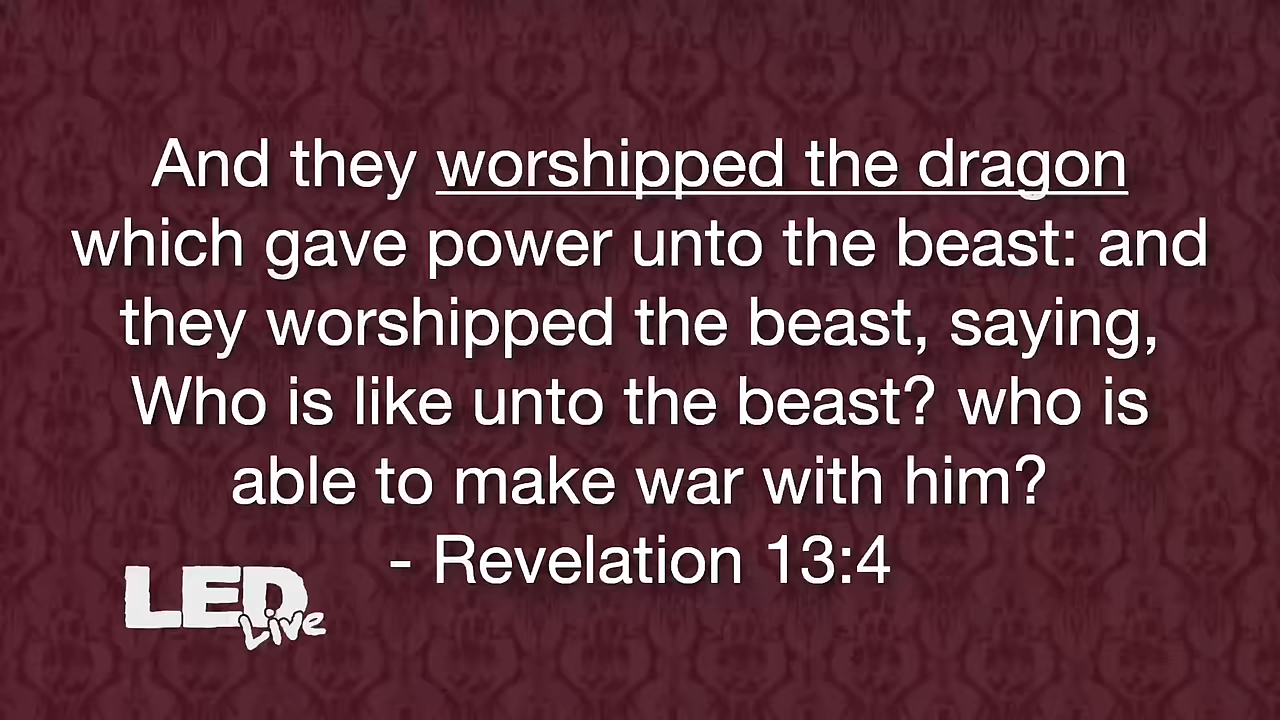 And they worshipped the dragon
which gave power unto the beast: and
they worshipped the beast, saying,
Who is like unto the beast? who is
able to make war with him?
- Revelation 13:4
LED
Live